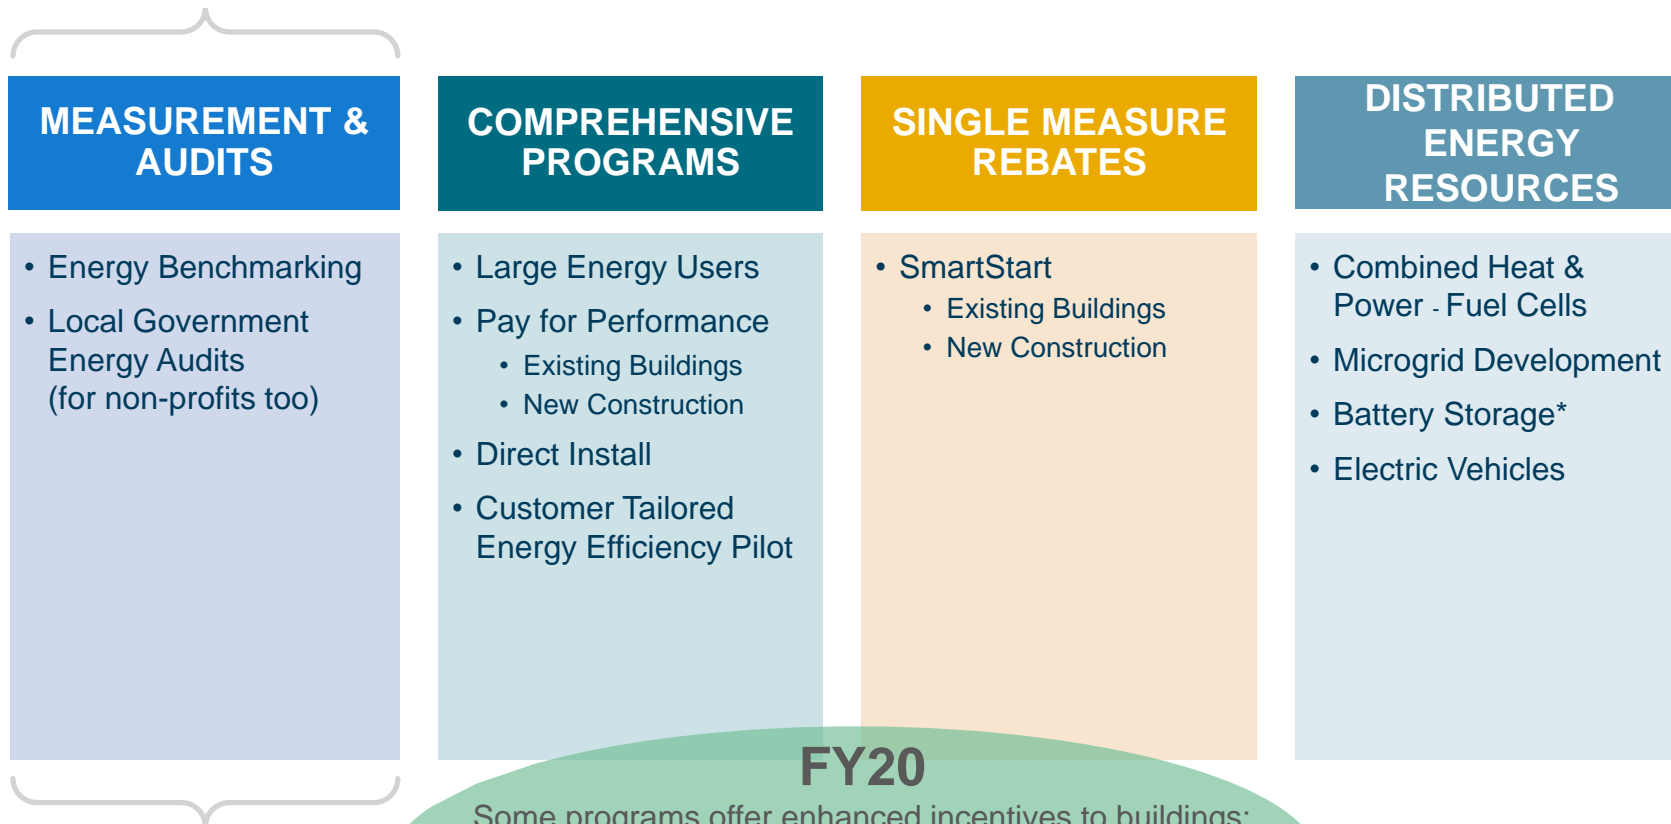 MEASUREMENT &
AUDITS
• Energy Benchmarking
• Local Government
Energy Audits
(for non-profits too)
COMPREHENSIVE
PROGRAMS
• Large Energy Users
• Pay for Performance
• Existing Buildings
• New Construction
• Direct Install
• Customer Tailored
Energy Efficiency Pilot
SINGLE MEASURE
REBATES
• SmartStart
• Existing Buildings
• New Construction
DISTRIBUTED
ENERGY
RESOURCES
• Combined Heat &
Power - Fuel Cells
• Microgrid Development
• Battery Storage*
• Electric Vehicles
FY20
Some programs offer enhanced incentives to buildings: